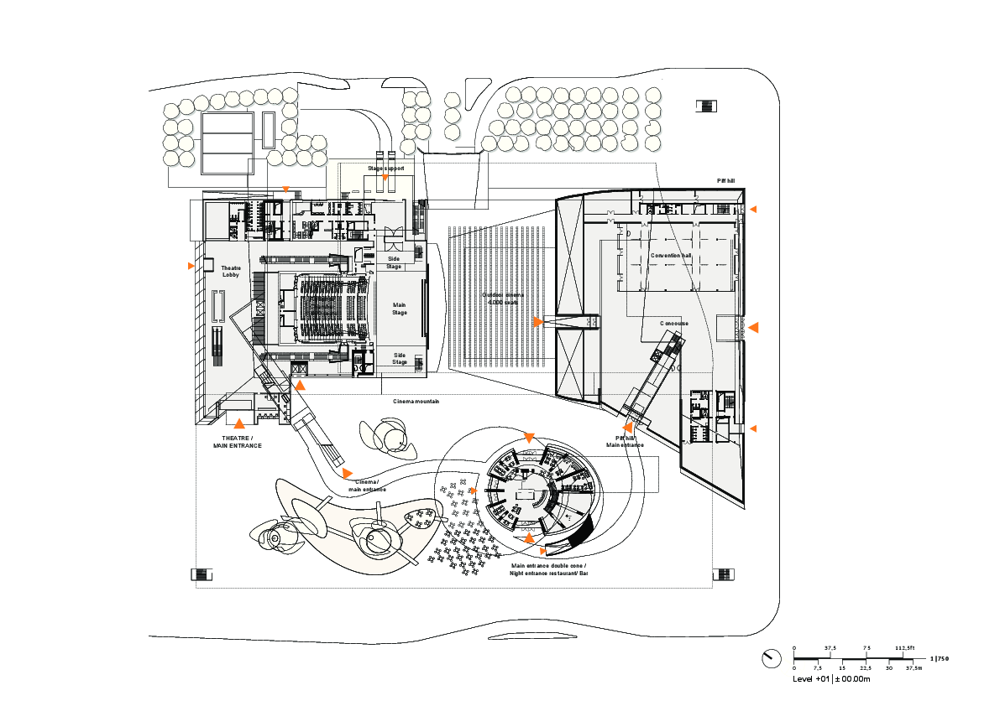 Stage support
Piff hill
Theatre
Lobby
Side
Stage
Convention hall
Outdoor cinema
4.000 seats
Main
Stage
Concourse
Side
Stage
Cinema mountain
THEATRE /
MAIN ENTRANCE
Piff hill/
Main entrance
Cinema /
main entrance
Main entrance double cone /
Night entrance restaurant/ Bar
0 37,5 75 112,5ft
1|750
0 7,5 15 22,5 30 37,5m
Level +01 | ± 00.00m